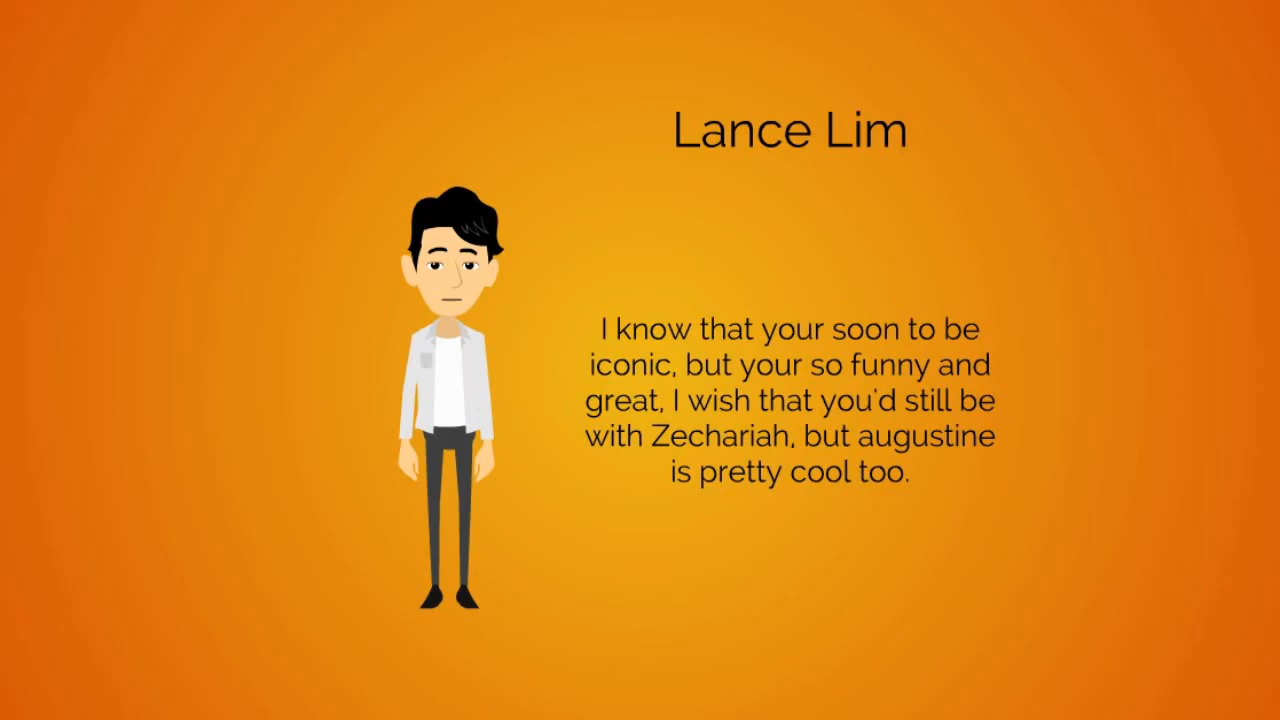 Lance Lim
I know that your soon to be
iconic, but your so funny and
great, I wish that you'd still be
with Zechariah, but augustine
is pretty cool too.